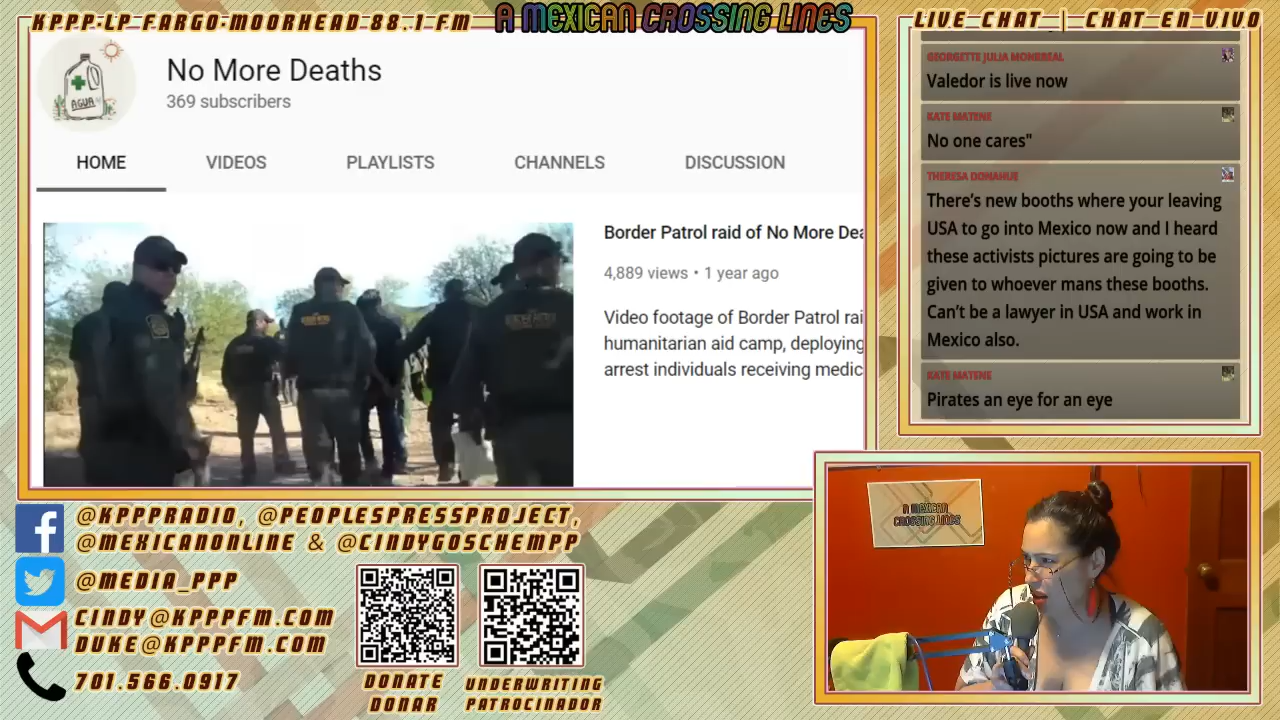 KPPP-LP FARGO-MOORHEAD 88.1 FM
A MEXICAN CROSSING LINES
LIVE CHAT | CHAT EN VIVO
No More Deaths
369 subscribers
AGUA
HOME VIDEOS PLAYLISTS CHANNELS DISCUSSION
Border Patrol raid of No More Dea
4,889 views • 1 year ago
Video footage of Border Patrol rai
humanitarian aid camp, deploying
arrest individuals receiving medic
GEORGETTE JULIA MONRREAL
Valedor is live now
KATE MATENE
No one cares"
THERESA DONAHUE
There's new booths where your leaving
USA to go into Mexico now and I heard
these activists pictures are going to be
given to whoever mans these booths.
Can't be a lawyer in USA and work in
Mexico also.
KATE MATENE
Pirates an eye for an eye
A MEXICAN
CROSSING LINES
@KPPPRADIO, @PEOPLESPRESSPROJECT,
@MEXICANONLINE & @CINDYGOSCHEMPP
@MEDIA_PPP
CINDY@KPPPFM.COM
DUKE@KPPPFM.COM
701.566.0917
DONATE
DONAR
UNDERWRITING
PATROCINADOR